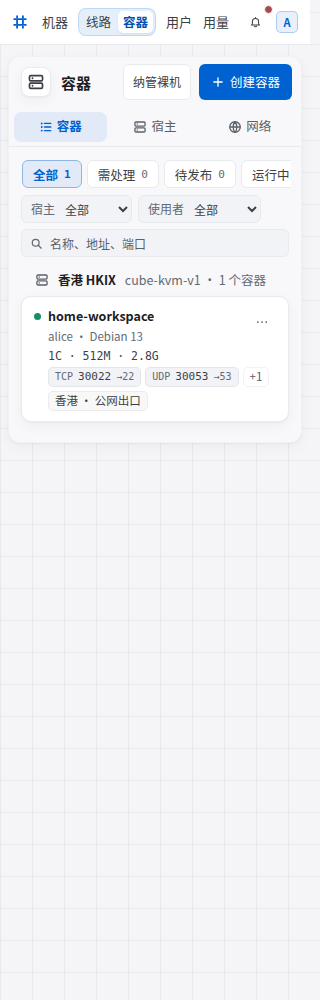 机器 线路 容器 用户 用量 A
容器 纳管裸机 创建容器
容器 宿主 网络
全部 1 需处理 0 待发布 0 运行中
宿主 全部 使用者 全部
名称、地址、端口
香港 HKIX cube-kvm-v1 • 1 个容器
home-workspace ...
alice • Debian 13
1C · 512M · 2.8G
TCP 30022 →22 UDP 30053 →53 +1
香港 • 公网出口